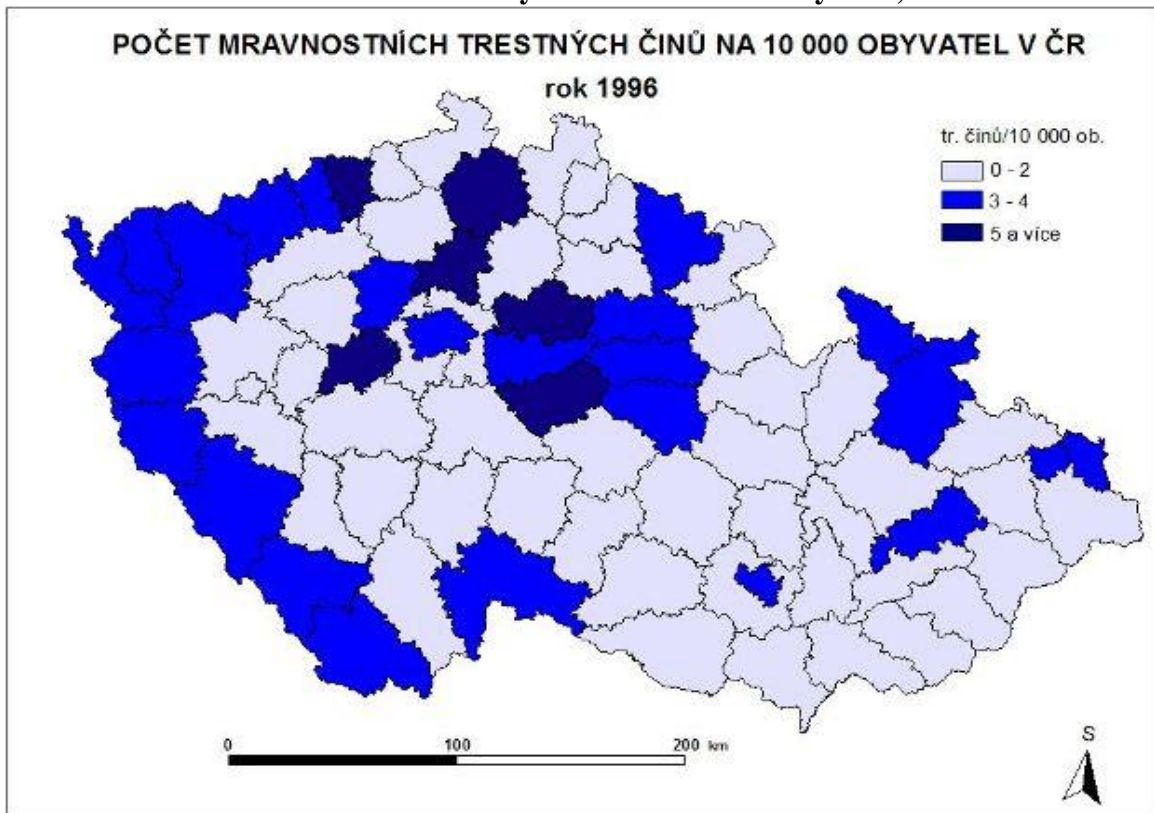 POČET MRAVNOSTNÍCH TRESTNÝCH ČINŮ NA 10 000 OBYVATEL V ČR
rok 1996
tr. činů/10 000 ob.
0 - 2
3 - 4
5 a více
S
0 100 200 km